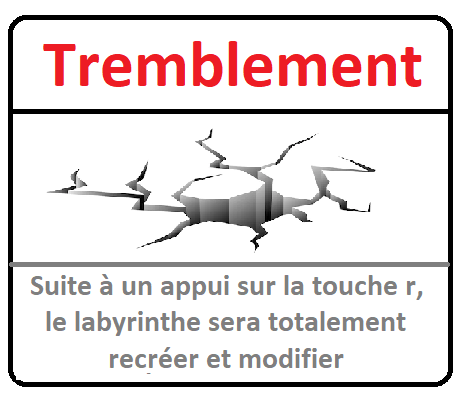 Tremblement
Suite à un appui sur la touche r,
le labyrinthe sera totalement
recréer et modifier